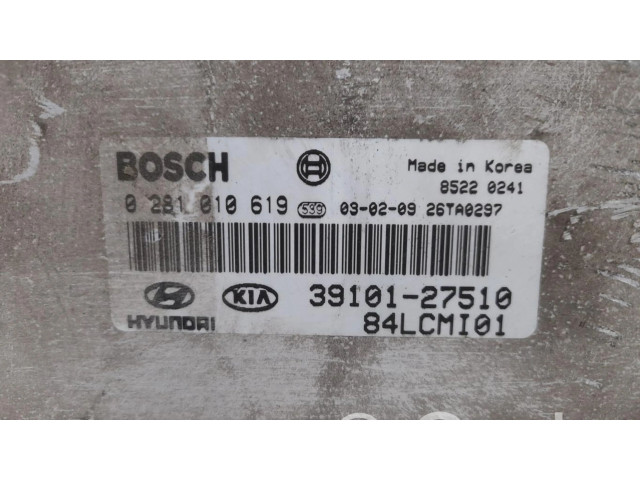 BOSCH
Made in Korea
8522 0241
0 281 010 619 539 09-02-09 26TA0297
HYUNDAI
KIA
39101-27510
84LCMI01